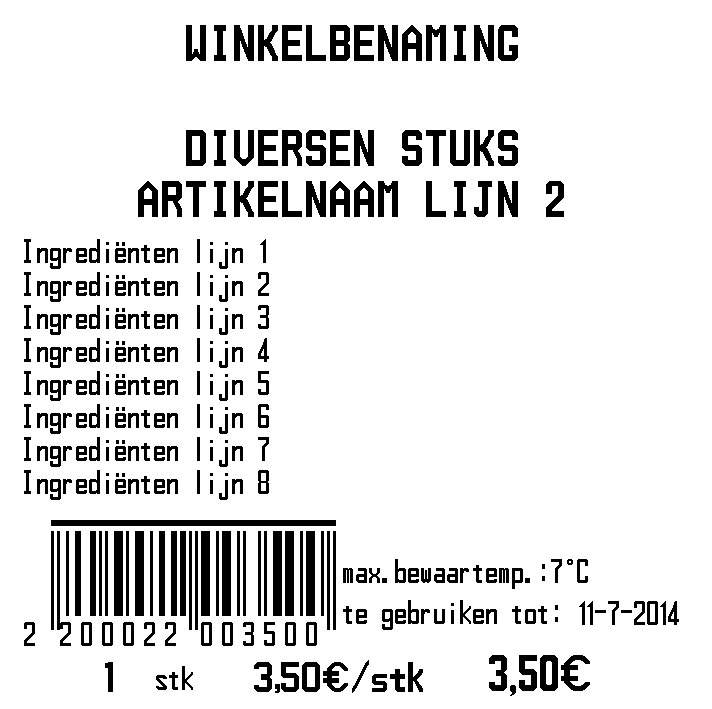 WINKELBENAMING
DIVERSEN STUKS
ARTIKELNAAM LIJN 2
Ingrediënten lijn 1
Ingrediënten lijn 2
Ingrediënten lijn 3
Ingrediënten lijn 4
Ingrediënten lijn 5
Ingrediënten lijn 6
Ingrediënten lijn 7
Ingrediënten lijn 8
max.bewaartemp.:7°C
te gebruiken tot: 11-7-2014
2 200022 003500
1 stk 3,50€/stk 3,50€